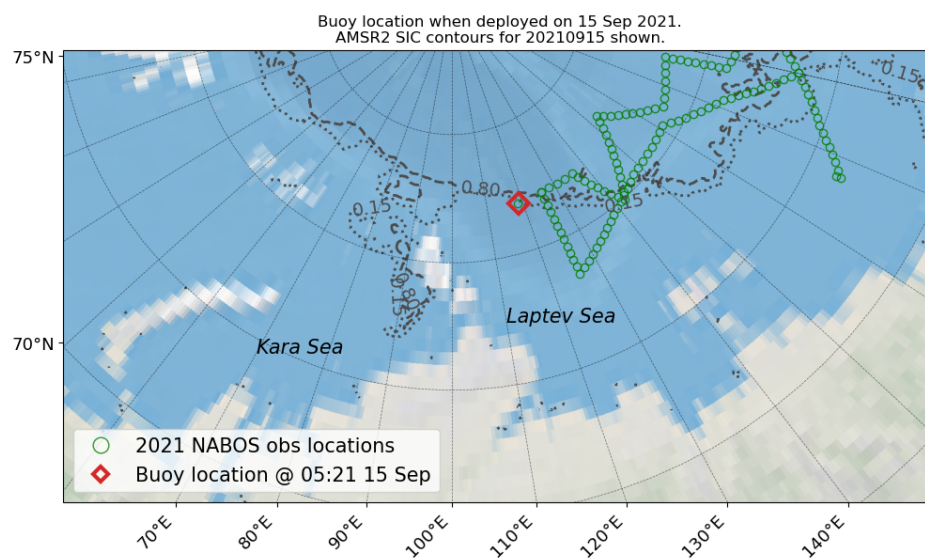 Buoy location when deployed on 15 Sep 2021.
AMSR2 SIC contours for 20210915 shown.
75°N
0.15
0.80
0.15
0.15
0.80
0.15
Laptev Sea
Kara Sea
70°N
2021 NABOS obs locations
Buoy location @ 05:21 15 Sep
70°E
80°E
90°E
100°E
110°E
120°E
130°E
140°E